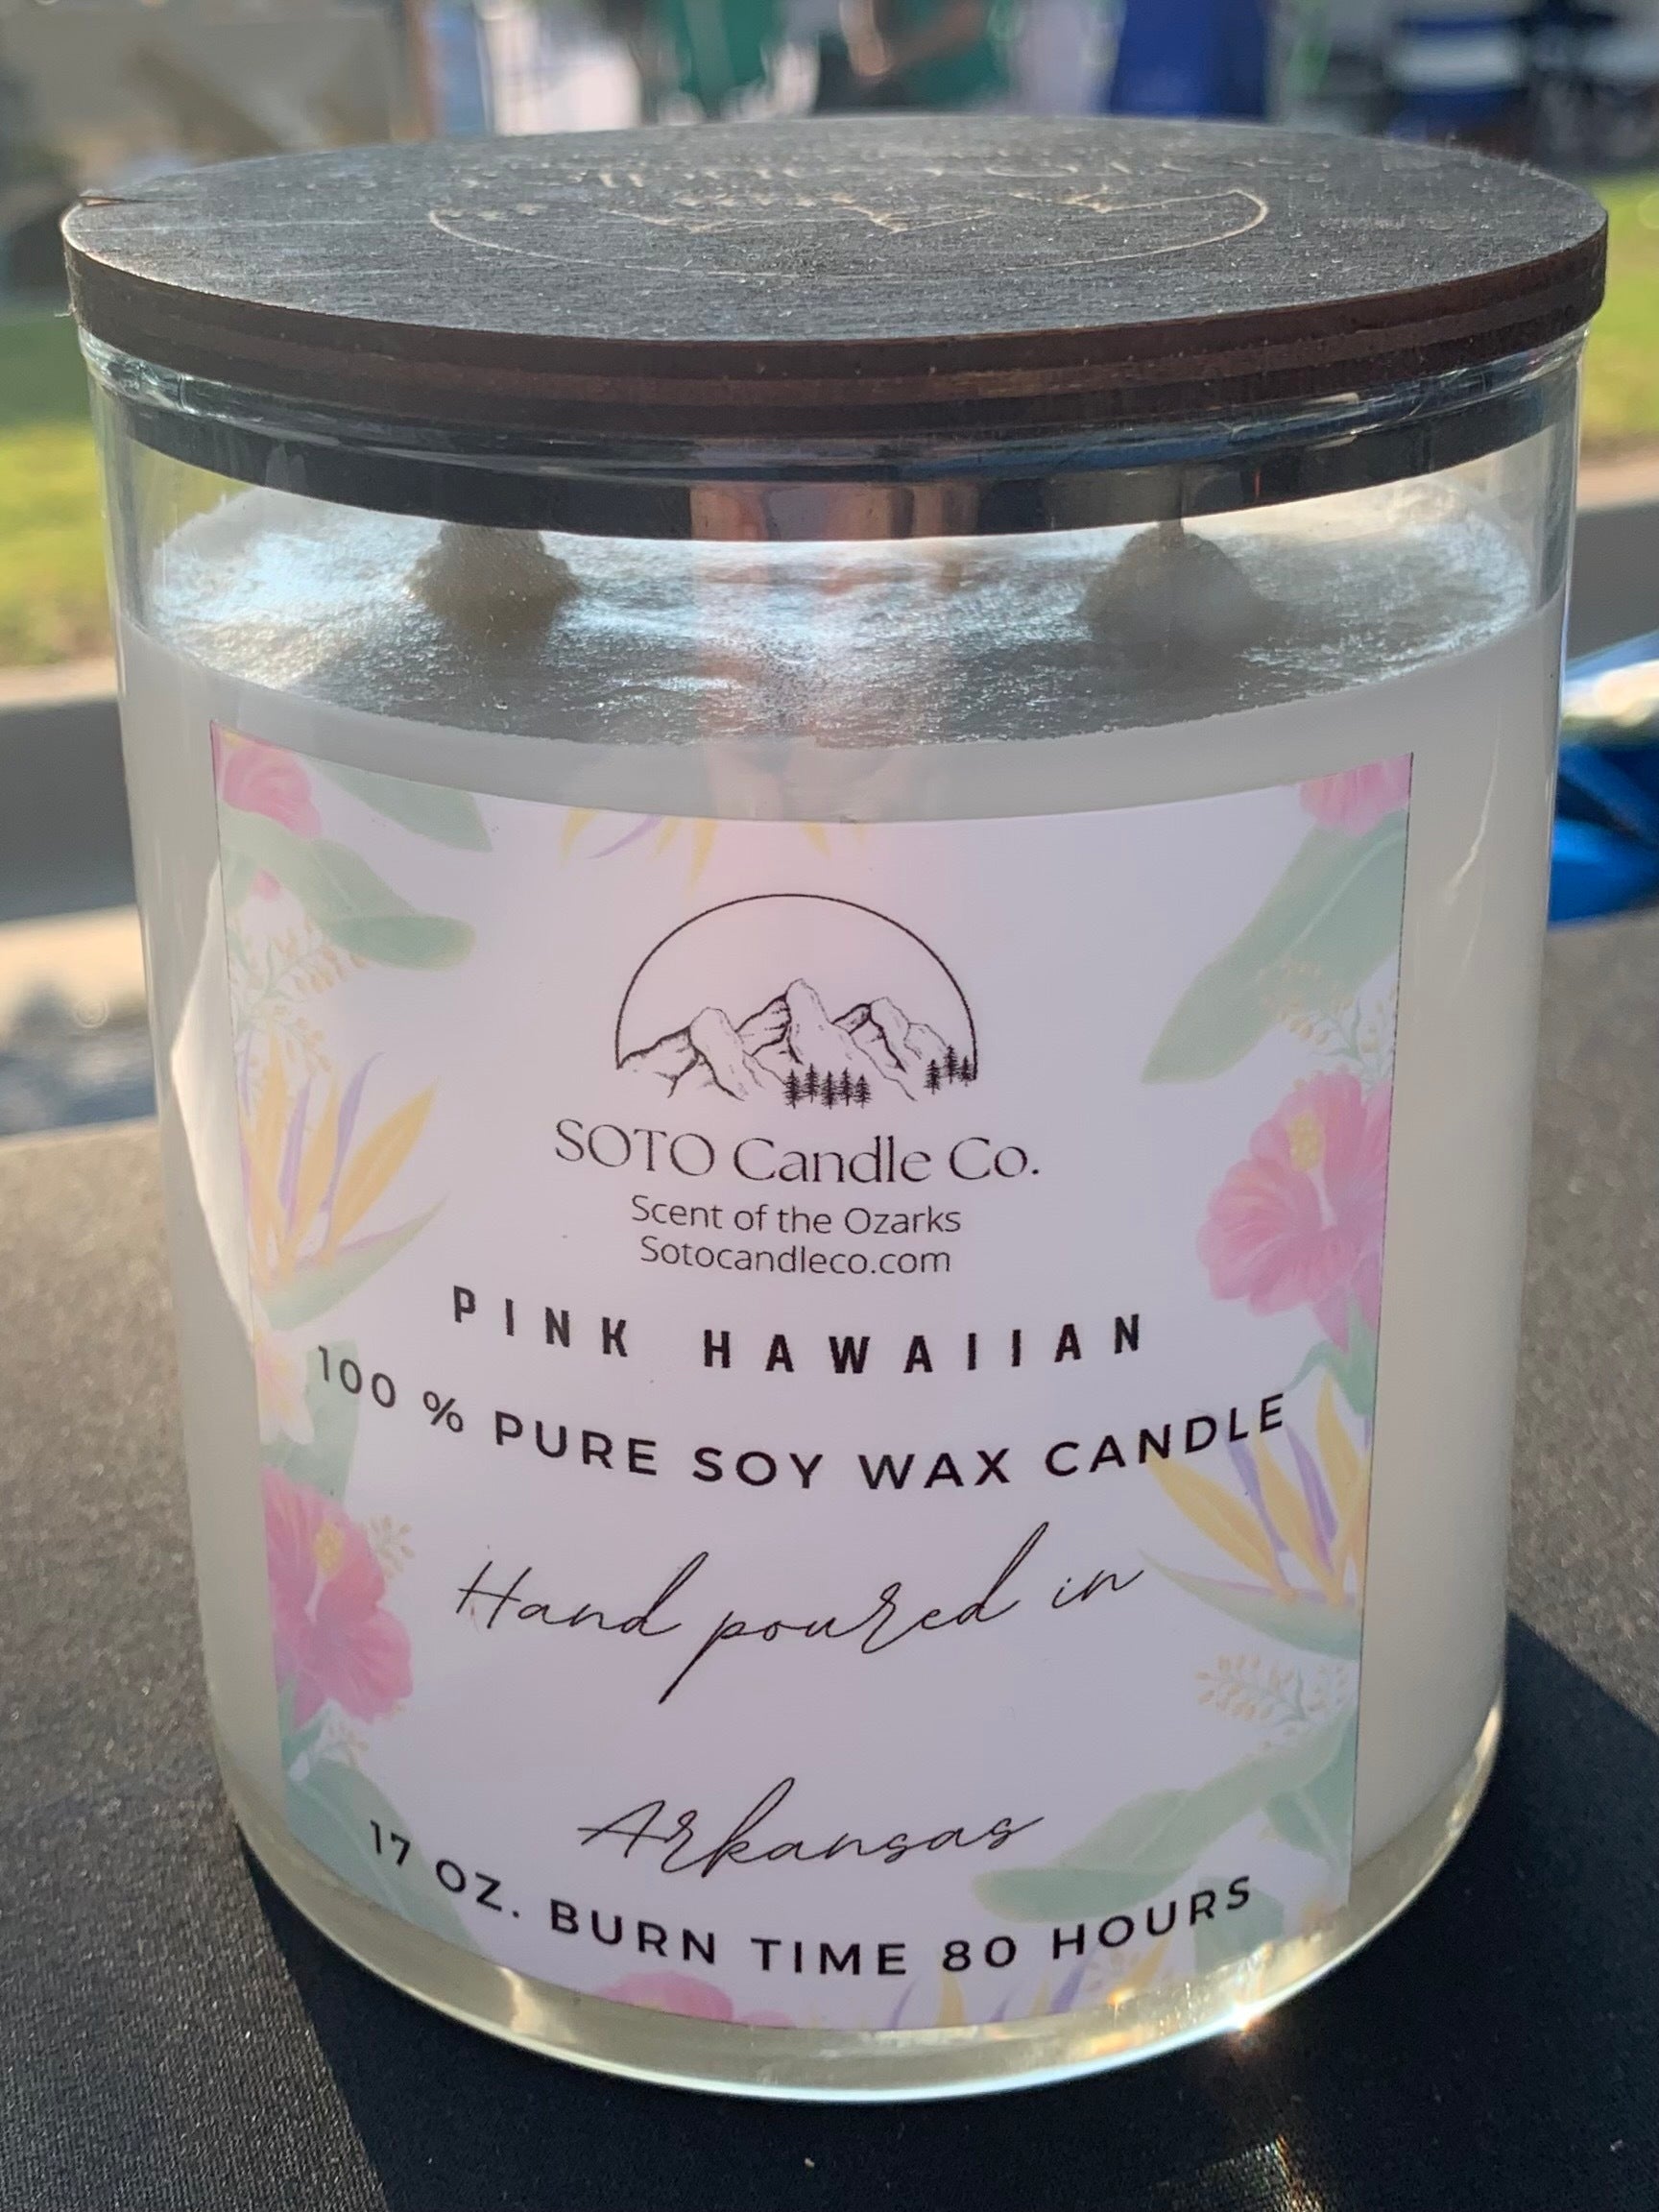 SOTO Candle Co.
Scent of the Ozarks
Sotocandleco.com
PINK HAWAIIAN
100 % PURE SOY WAX CANDLE
Hand poured in
Arkansas
17 OZ. BURN TIME 80 HOURS